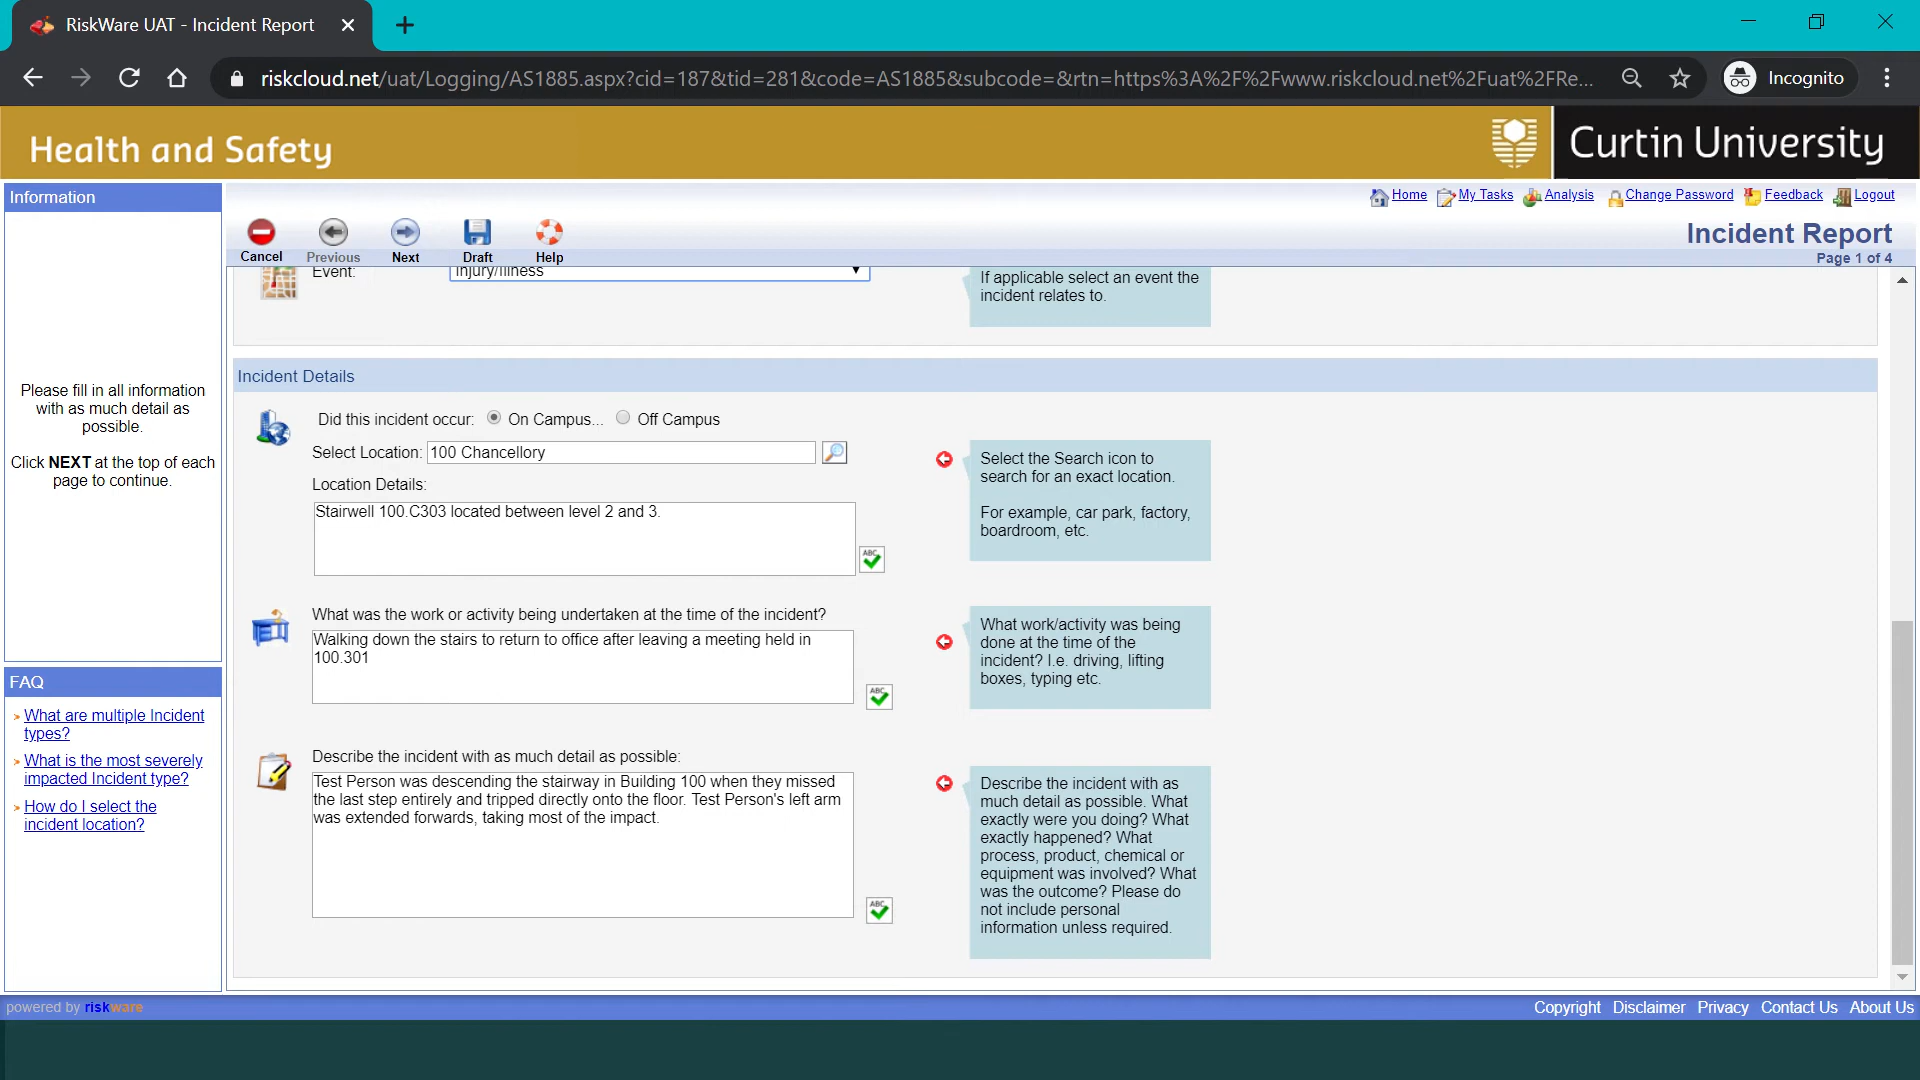 RiskWare UAT - Incident Report
riskcloud.net/uat/Logging/AS1885.aspx?cid=187&tid=281&code=AS1885&subcode=&rtn=https%3A%2F%2Fwww.riskcloud.net%2Fuat%2FRe...
Incognito
Health and Safety
Curtin University
Information
Please fill in all information
with as much detail as
possible.
Click NEXT at the top of each
page to continue.
FAQ
What are multiple Incident
types?
What is the most severely
impacted Incident type?
How do I select the
incident location?
Home My Tasks Analysis Change Password Feedback Logout
Cancel Previous Next Draft Help
Incident Report
Page 1 of 4
Event: Injury/Illness
If applicable select an event the
incident relates to.
Incident Details
Did this incident occur: On Campus... Off Campus
Select Location: 100 Chancellory
Location Details:
Stairwell 100.C303 located between level 2 and 3.
ABC
Select the Search icon to
search for an exact location.
For example, car park, factory,
boardroom, etc.
What was the work or activity being undertaken at the time of the incident?
Walking down the stairs to return to office after leaving a meeting held in
100.301
ABC
What work/activity was being
done at the time of the
incident? I.e. driving, lifting
boxes, typing etc.
Describe the incident with as much detail as possible:
Test Person was descending the stairway in Building 100 when they missed
the last step entirely and tripped directly onto the floor. Test Person's left arm
was extended forwards, taking most of the impact.
ABC
Describe the incident with as
much detail as possible. What
exactly were you doing? What
exactly happened? What
process, product, chemical or
equipment was involved? What
was the outcome? Please do
not include personal
information unless required.
powered by riskware
Copyright Disclaimer Privacy Contact Us About Us